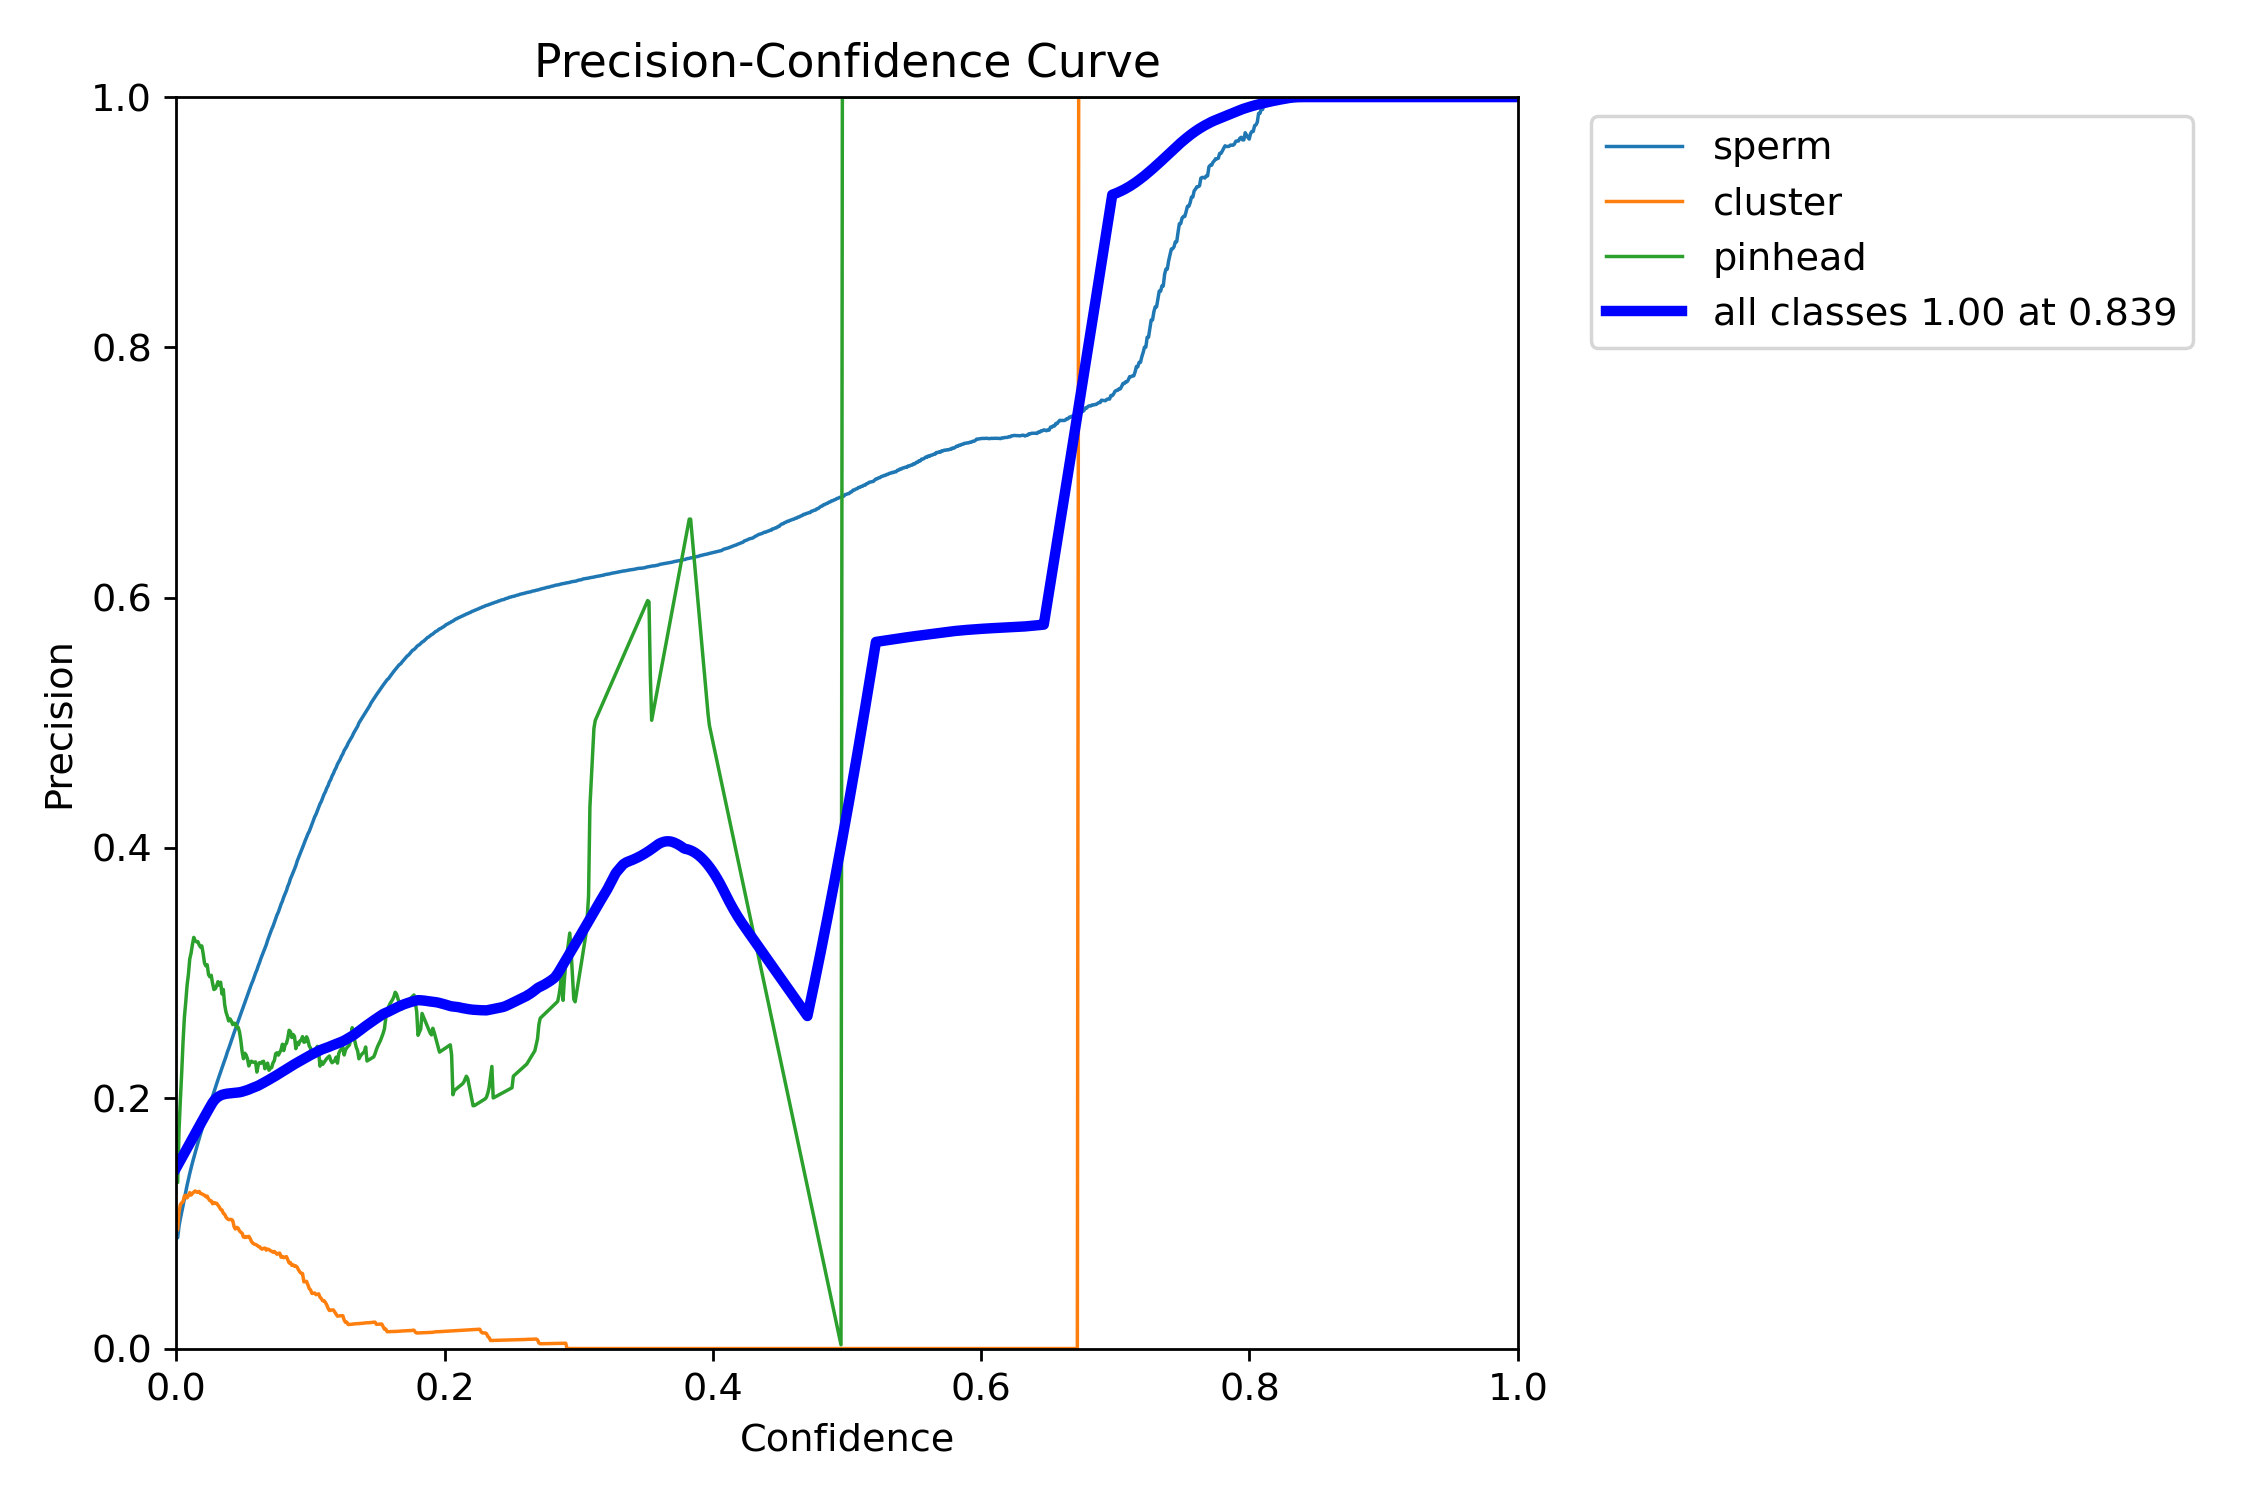 Precision-Confidence Curve
1.0
0.8
0.6
0.4
0.2
0.0
Precision
0.0 0.2 0.4 0.6 0.8 1.0
Confidence
sperm
cluster
pinhead
all classes 1.00 at 0.839